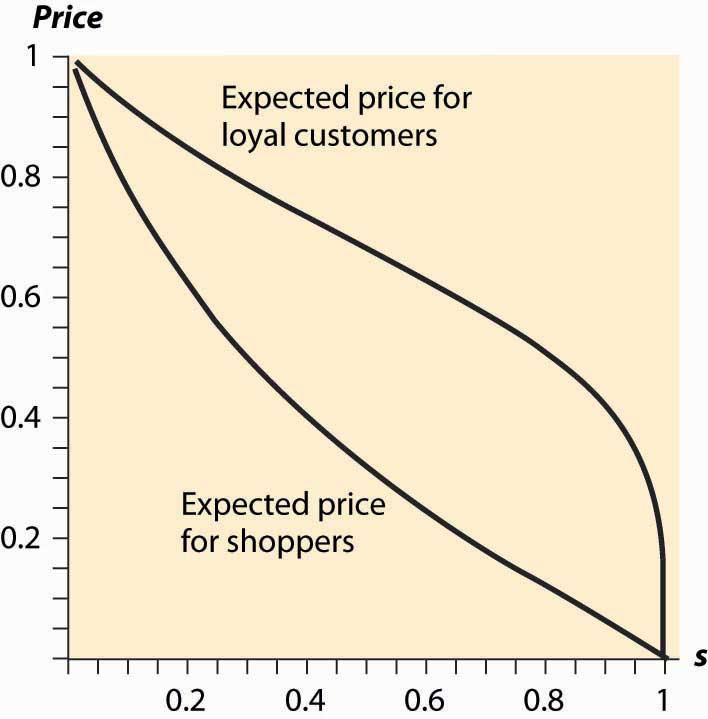 Price
1
Expected price for
loyal customers
0.8
0.6
0.4
Expected price
for shoppers
0.2
s
0.2 0.4 0.6 0.8 1